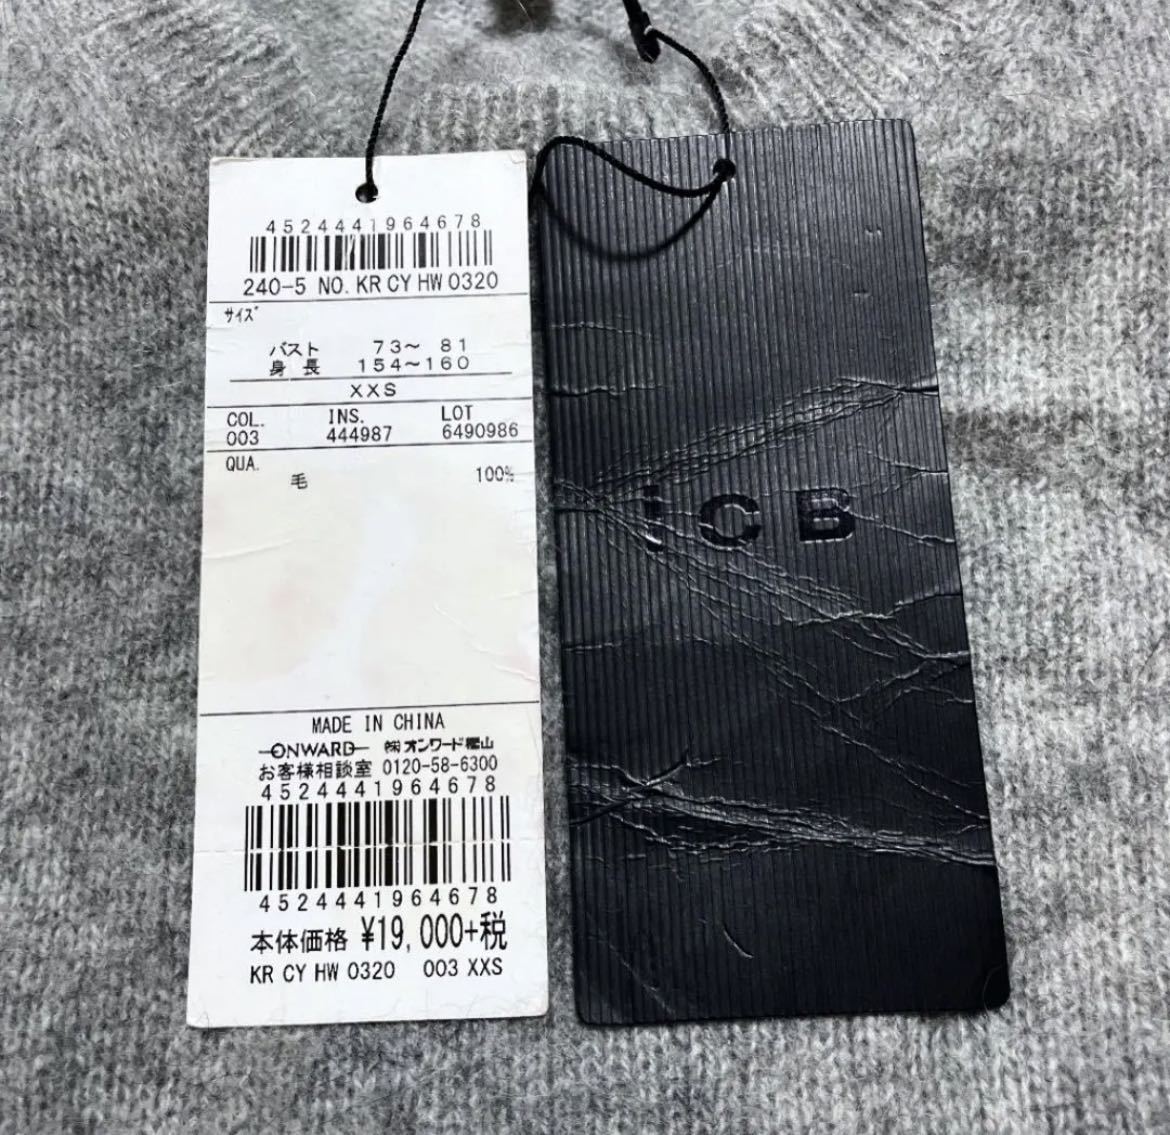 4524441964678
240-5 NO. KR CY HW 0320
サイズ
バスト 73～ 81
身 長 154～160
XXS
COL. INS. LOT
003 444987 6490986
QUA.
毛 100%
MADE IN CHINA
ONWARD ㈱オンワード樫山
お客様相談室 0120-58-6300
4524441964678
4524441964678
本体価格 ¥19,000+税
KR CY HW 0320 003 XXS
ICB